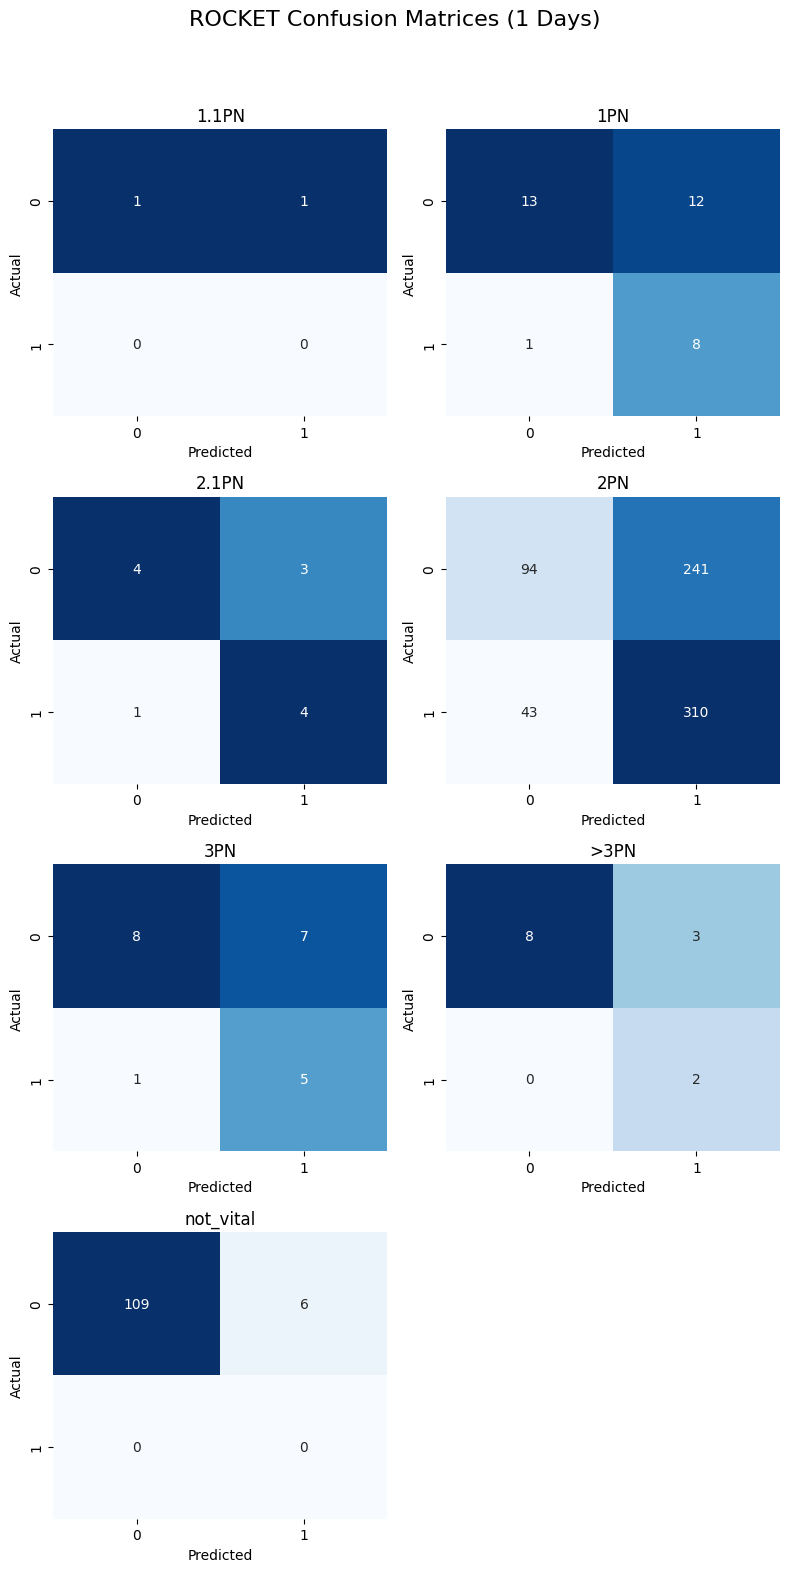 ROCKET Confusion Matrices (1 Days)
1.1PN
0
1 1
Actual
1
0 0
0 1
Predicted
1PN
0
13 12
Actual
1
1 8
0 1
Predicted
2.1PN
0
4 3
Actual
1
1 4
0 1
Predicted
2PN
0
94 241
Actual
1
43 310
0 1
Predicted
3PN
0
8 7
Actual
1
1 5
0 1
Predicted
>3PN
0
8 3
Actual
1
0 2
0 1
Predicted
not_vital
0
109 6
Actual
1
0 0
0 1
Predicted